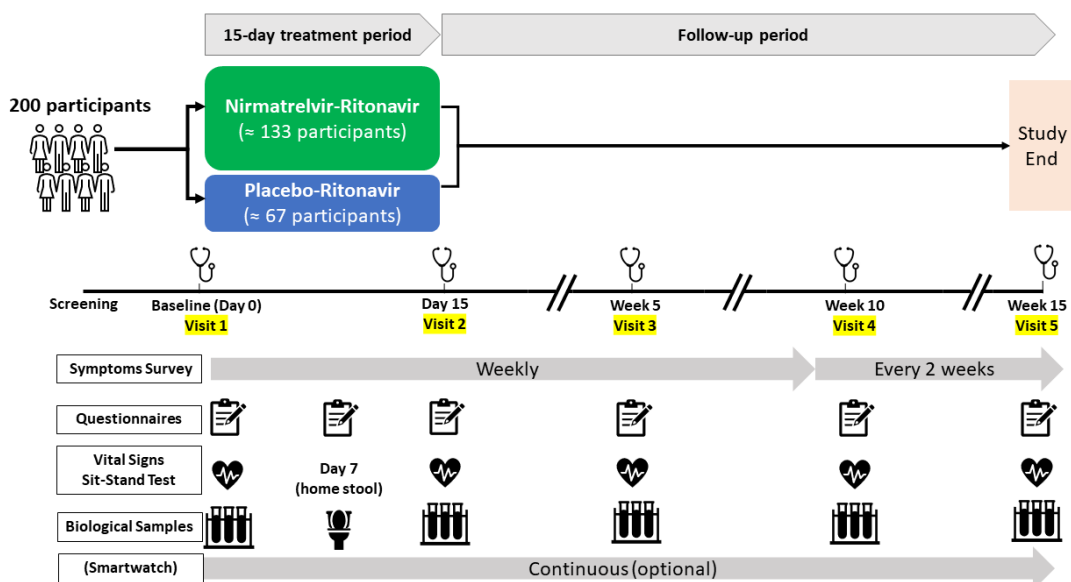 15-day treatment period
Follow-up period
200 participants
Nirmatrelvir-Ritonavir
(≈ 133 participants)
Placebo-Ritonavir
(≈ 67 participants)
Study
End
Screening
Baseline (Day 0)
Visit 1
Day 15
Visit 2
Week 5
Visit 3
Week 10
Visit 4
Week 15
Visit 5
Symptoms Survey
Weekly
Every 2 weeks
Questionnaires
Vital Signs
Sit-Stand Test
Day 7
(home stool)
Biological Samples
(Smartwatch)
Continuous (optional)